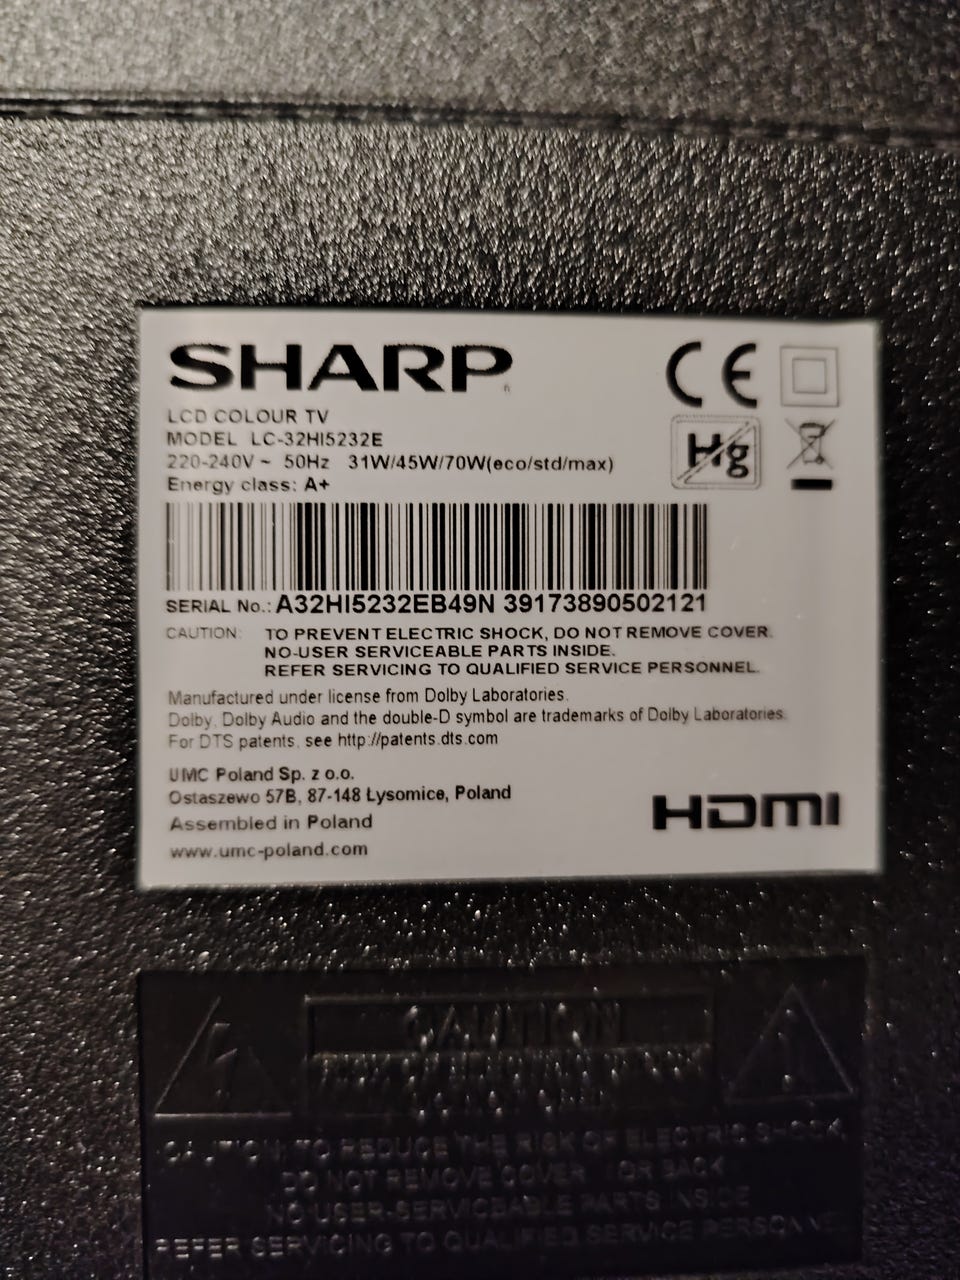 SHARP
LCD COLOUR TV
MODEL LC-32HI5232E
220-240V ~ 50Hz 31W/45W/70W(eco/std/max)
Energy class: A+
CE
Hg
SERIAL No.: A32HI5232EB49N 39173890502121
CAUTION: TO PREVENT ELECTRIC SHOCK, DO NOT REMOVE COVER.
NO-USER SERVICEABLE PARTS INSIDE.
REFER SERVICING TO QUALIFIED SERVICE PERSONNEL.
Manufactured under license from Dolby Laboratories.
Dolby, Dolby Audio and the double-D symbol are trademarks of Dolby Laboratories.
For DTS patents, see http://patents.dts.com
UMC Poland Sp. z o.o.
Ostaszewo 57B, 87-148 Łysomice, Poland
Assembled in Poland
www.umc-poland.com
HDMI
CAUTION
CAUTION: TO REDUCE THE RISK OF ELECTRIC SHOCK,
DO NOT REMOVE COVER OR BACK
NO USER-SERVICEABLE PARTS INSIDE
REFER SERVICING TO QUALIFIED SERVICE PERSONNEL